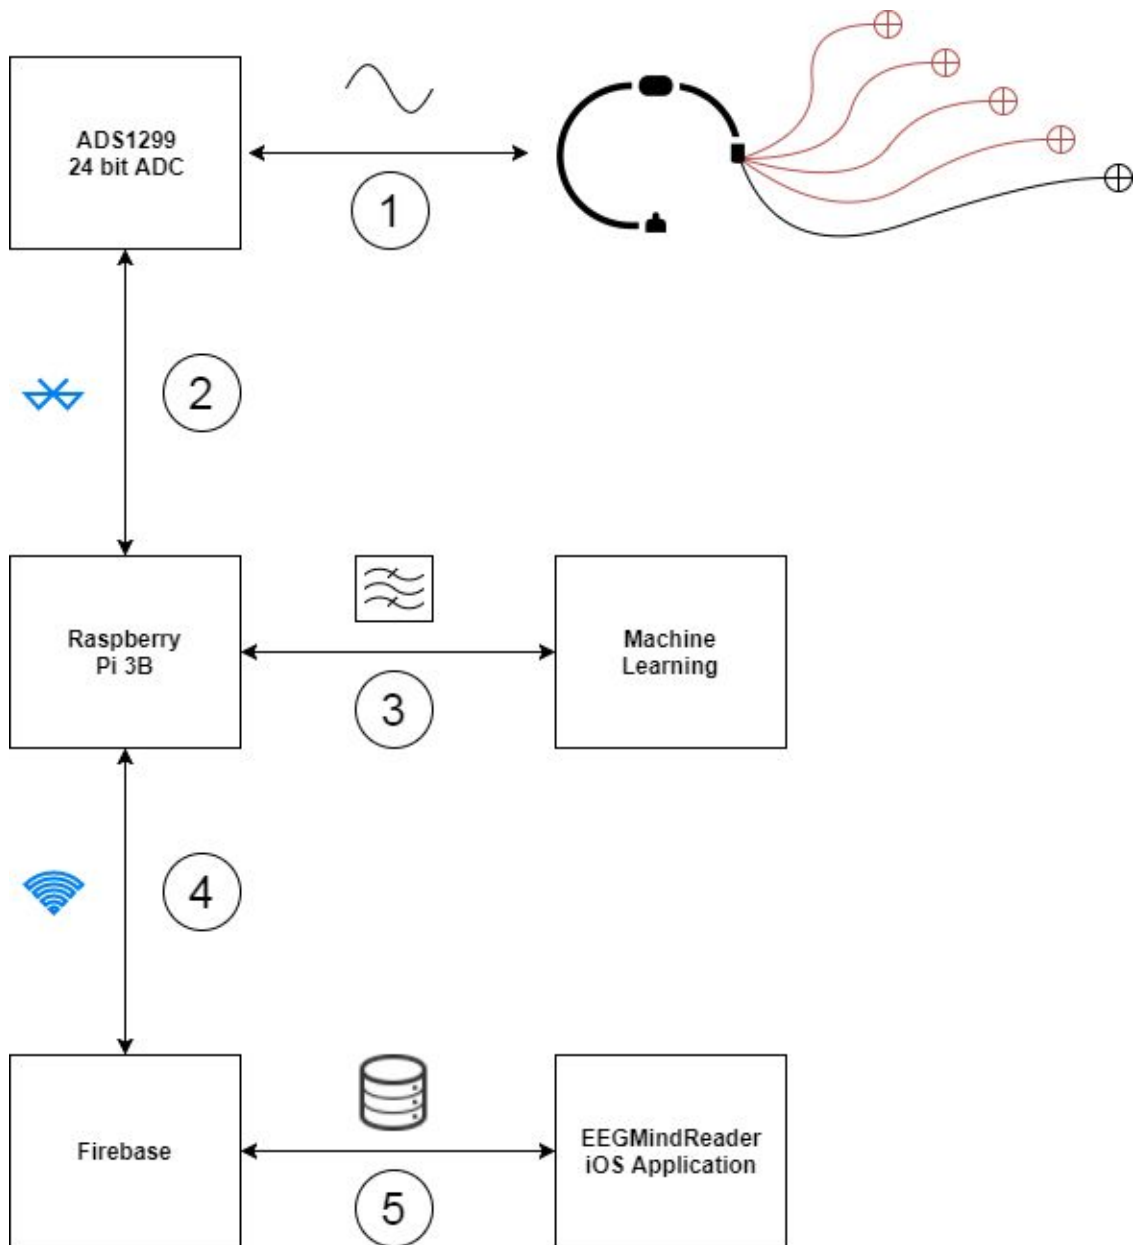 ADS1299
24 bit ADC
1
2
Raspberry
Pi 3B
3
Machine
Learning
4
Firebase
5
EEGMindReader
iOS Application